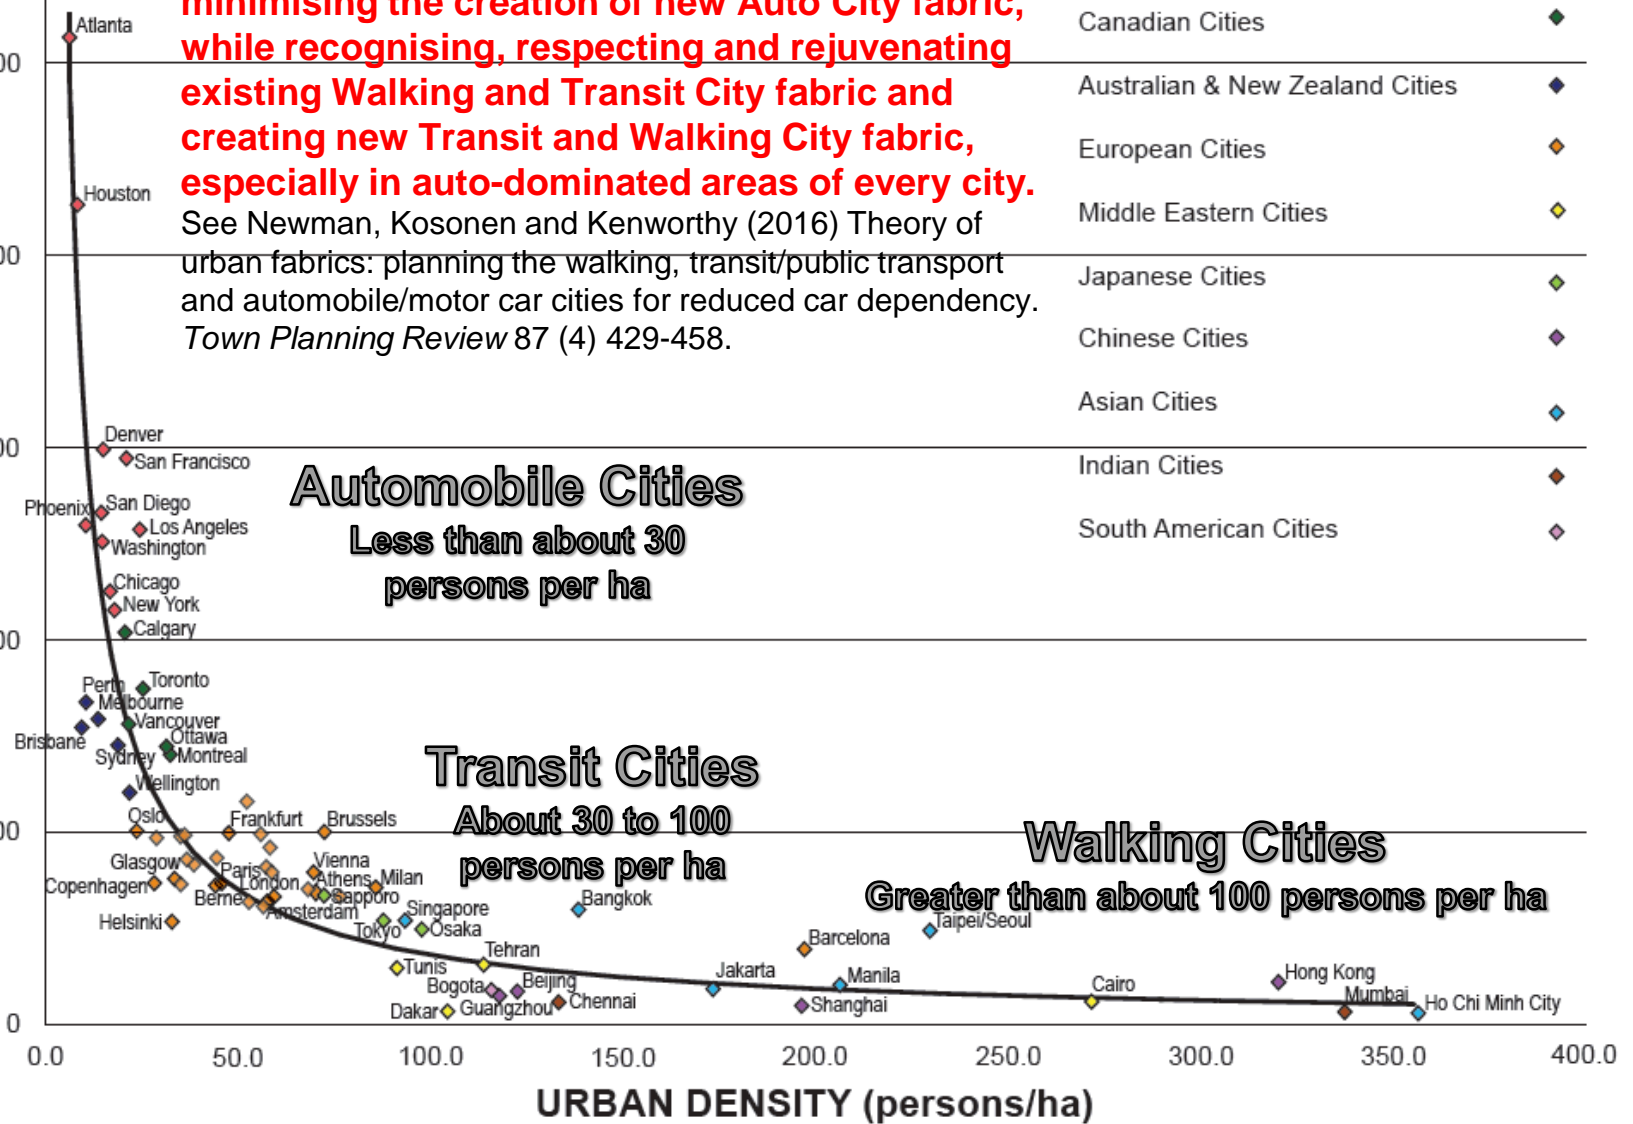 minimising the creation of new Auto City fabric,
while recognising, respecting and rejuvenating
existing Walking and Transit City fabric and
creating new Transit and Walking City fabric,
especially in auto-dominated areas of every city.
See Newman, Kosonen and Kenworthy (2016) Theory of
urban fabrics: planning the walking, transit/public transport
and automobile/motor car cities for reduced car dependency.
Town Planning Review 87 (4) 429-458.
Canadian Cities
Australian & New Zealand Cities
European Cities
Middle Eastern Cities
Japanese Cities
Chinese Cities
Asian Cities
Indian Cities
South American Cities
Atlanta
00
Houston
00
Denver
00
San Francisco
Automobile Cities
Less than about 30
persons per ha
Phoenix
San Diego
Los Angeles
Washington
Chicago
New York
Calgary
00
Perth
Toronto
Melbourne
Vancouver
Brisbane
Ottawa
Sydney
Montreal
Wellington
Transit Cities
About 30 to 100
persons per ha
Walking Cities
Greater than about 100 persons per ha
Oslo
Frankfurt
Brussels
00
Glasgow
Paris
Vienna
Copenhagen
London
Athens
Milan
Berne
Sapporo
Amsterdam
Helsinki
Tokyo
Singapore
Osaka
Bangkok
Taipei/Seoul
Barcelona
Tehran
Tunis
Bogota
Beijing
Jakarta
Manila
Cairo
Hong Kong
Dakar
Guangzhou
Chennai
Shanghai
Mumbai
Ho Chi Minh City
0
0.0 50.0 100.0 150.0 200.0 250.0 300.0 350.0 400.0
URBAN DENSITY (persons/ha)